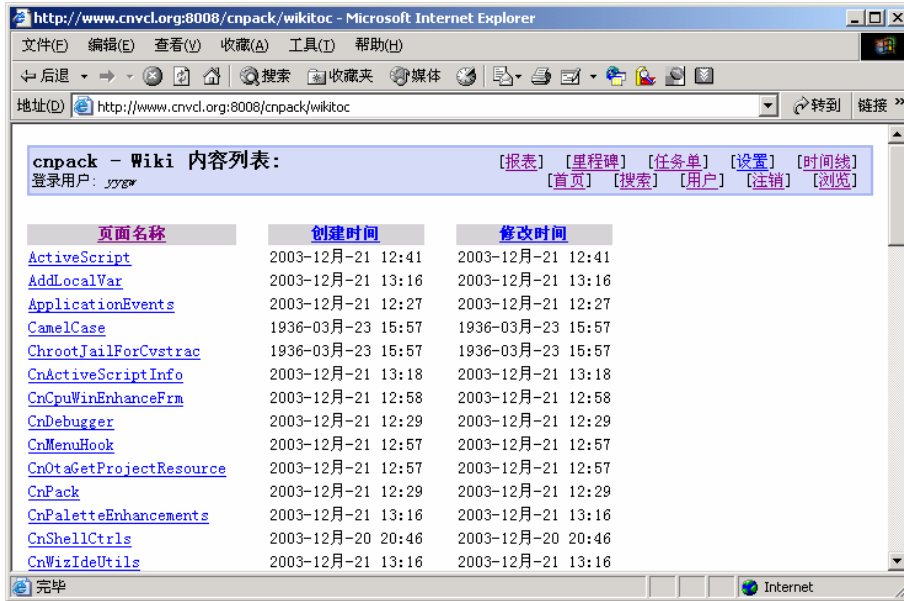 http://www.cnvcl.org:8008/cnpack/wikitoc - Microsoft Internet Explorer
文件(F) 编辑(E) 查看(V) 收藏(A) 工具(T) 帮助(H)
后退 搜索 收藏夹 媒体
地址(D) http://www.cnvcl.org:8008/cnpack/wikitoc 转到 链接 »
cnpack - Wiki 内容列表: [报表] [里程碑] [任务单] [设置] [时间线]
登录用户: yygw [首页] [搜索] [用户] [注销] [浏览]
页面名称 创建时间 修改时间
ActiveScript 2003-12月-21 12:41 2003-12月-21 12:41
AddLocalVar 2003-12月-21 13:16 2003-12月-21 13:16
ApplicationEvents 2003-12月-21 12:27 2003-12月-21 12:27
CamelCase 1936-03月-23 15:57 1936-03月-23 15:57
ChrootJailForCvstrac 1936-03月-23 15:57 1936-03月-23 15:57
CnActiveScriptInfo 2003-12月-21 13:18 2003-12月-21 13:18
CnCpuWinEnhanceFrm 2003-12月-21 12:58 2003-12月-21 12:58
CnDebugger 2003-12月-21 12:29 2003-12月-21 12:29
CnMenuHook 2003-12月-21 12:57 2003-12月-21 12:57
CnOtaGetProjectResource 2003-12月-21 12:57 2003-12月-21 12:57
CnPack 2003-12月-21 12:29 2003-12月-21 12:29
CnPaletteEnhancements 2003-12月-21 13:16 2003-12月-21 13:16
CnShellCtrls 2003-12月-20 20:46 2003-12月-20 20:46
CnWizIdeUtils 2003-12月-21 13:16 2003-12月-21 13:16
完毕 Internet